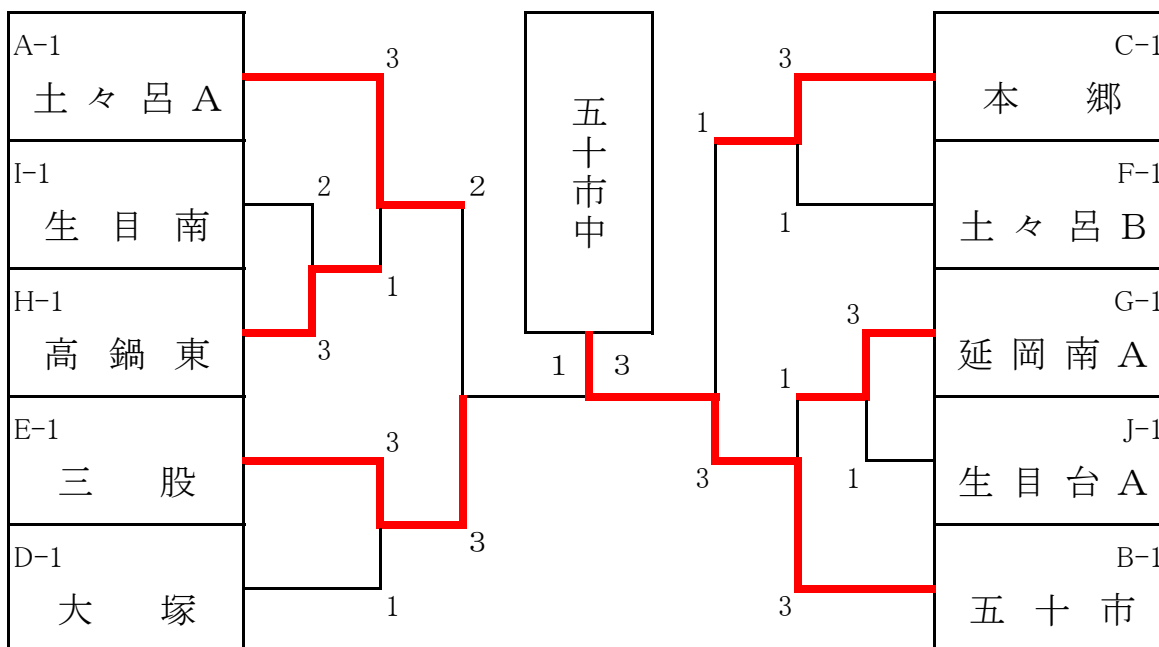 A-1
土々呂A
3
I-1
生目南
2
2
H-1
高鍋東
3
1
E-1
三股
3
3
D-1
大塚
1
五十市中
1 3
C-1
本郷
3
1
F-1
土々呂B
1
G-1
延岡南A
3
1
J-1
生目台A
1
3
B-1
五十市
3